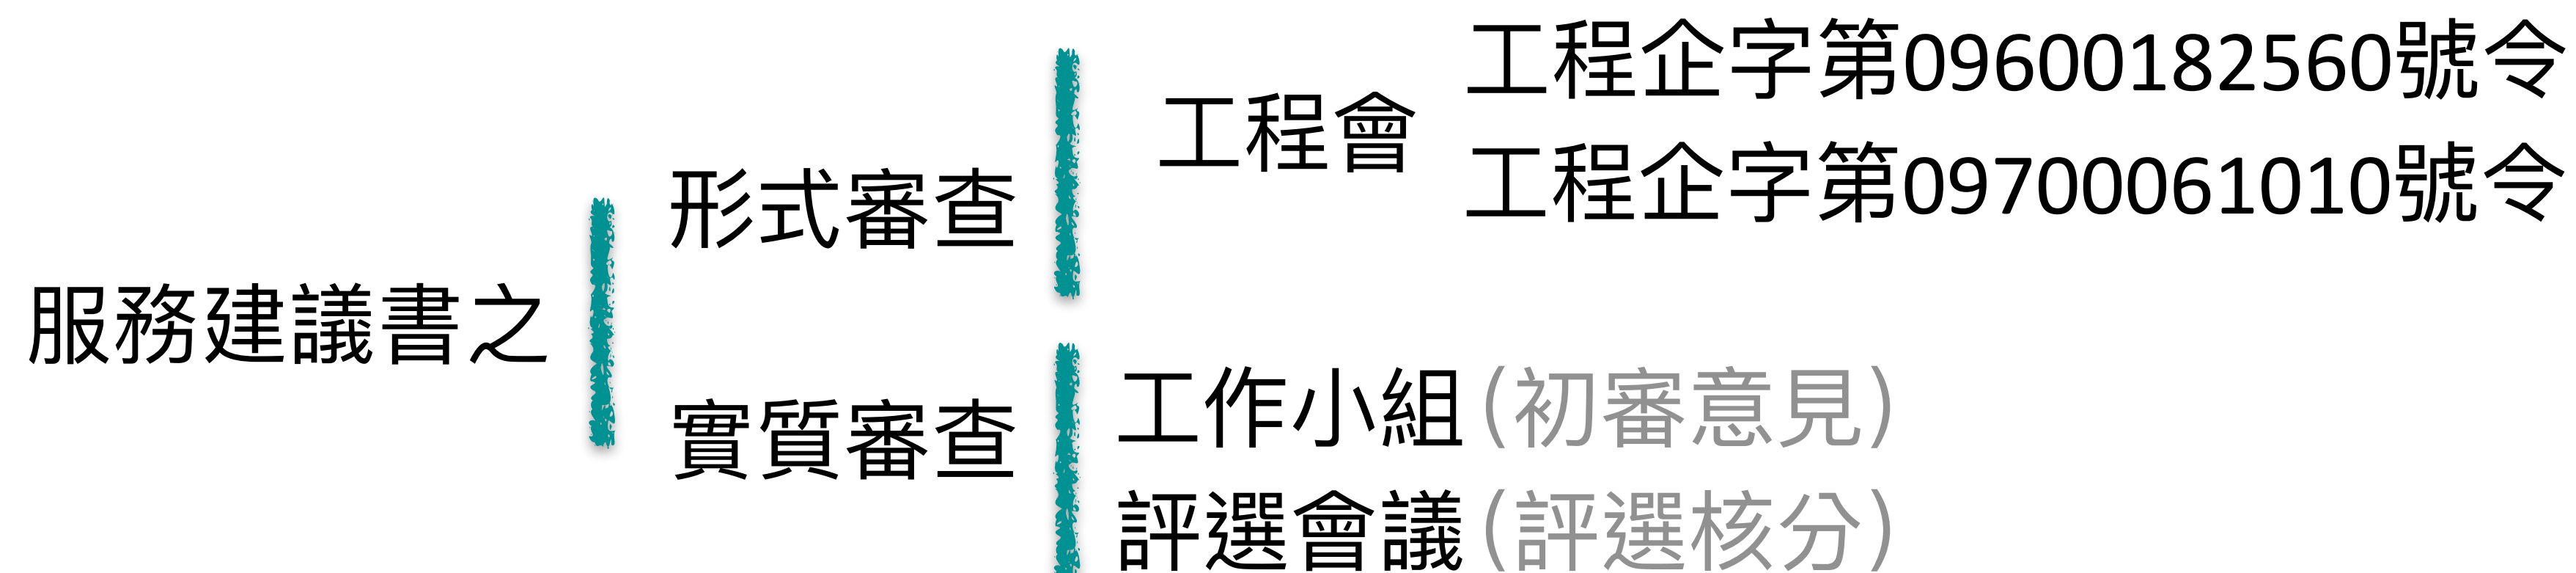 服務建議書之
形式審查
工程會
工程企字第09600182560號令
工程企字第09700061010號令
實質審查
工作小組(初審意見)
評選會議(評選核分)